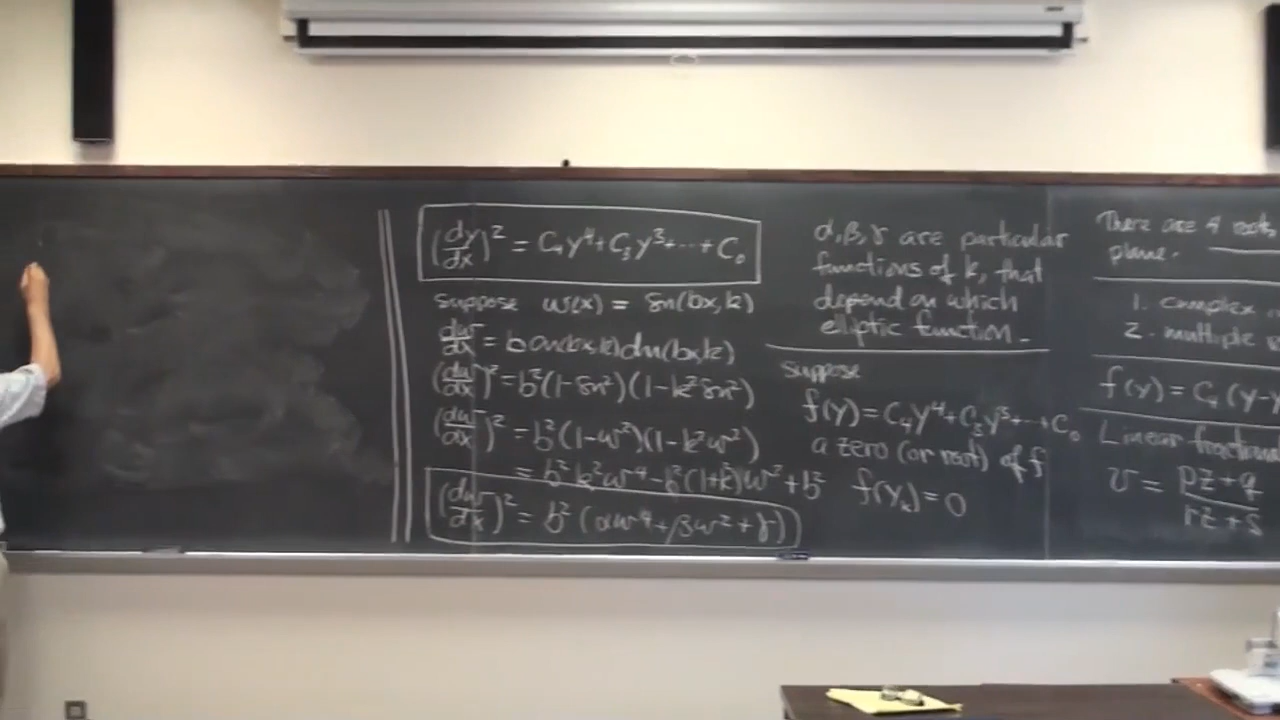 (dy/dx)² = C₄y⁴+C₃y³+⋯+C₀
suppose w(x) = sn(bx,k)
dw/dx = b cn(bx,k)dn(bx,k)
(dw/dx)² = b²(1-sn²)(1-k²sn²)
(dw/dx)² = b²(1-w²)(1-k²w²)
= b²k²w⁴-b²(1+k²)w²+b²
(dw/dx)² = b²(αw⁴+βw²+γ)
α,β,γ are particular
functions of k, that
depend on which
elliptic function.
suppose
f(y)=C₄y⁴+C₃y³+⋯+C₀
a zero (or root) of f
f(yₖ)=0
There are 4 roots,
plane.
1. complex
2. multiple
f(y) = C₄(y-y
Linear-fractional
v = pz+q / rz+s